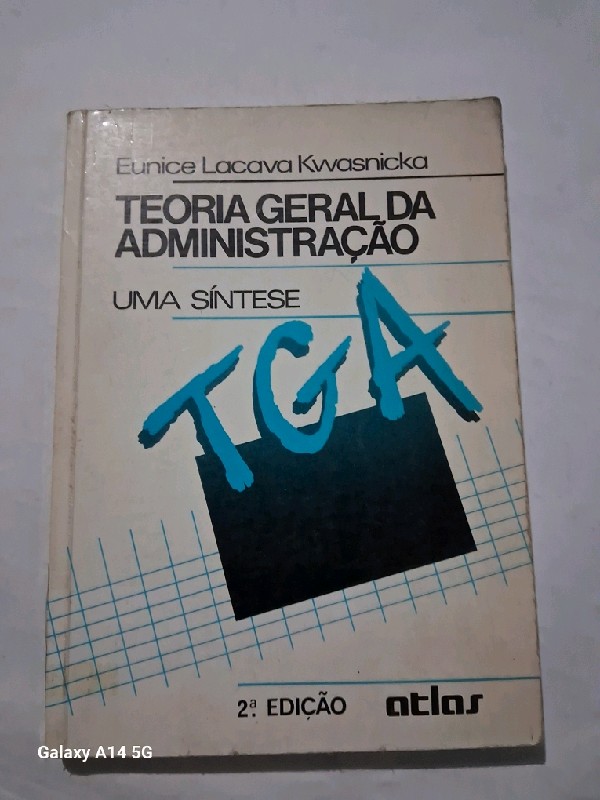 Eunice Lacava Kwasnicka
TEORIA GERAL DA
ADMINISTRAÇÃO
UMA SÍNTESE
TGA
2ª EDIÇÃO
atlas
Galaxy A14 5G